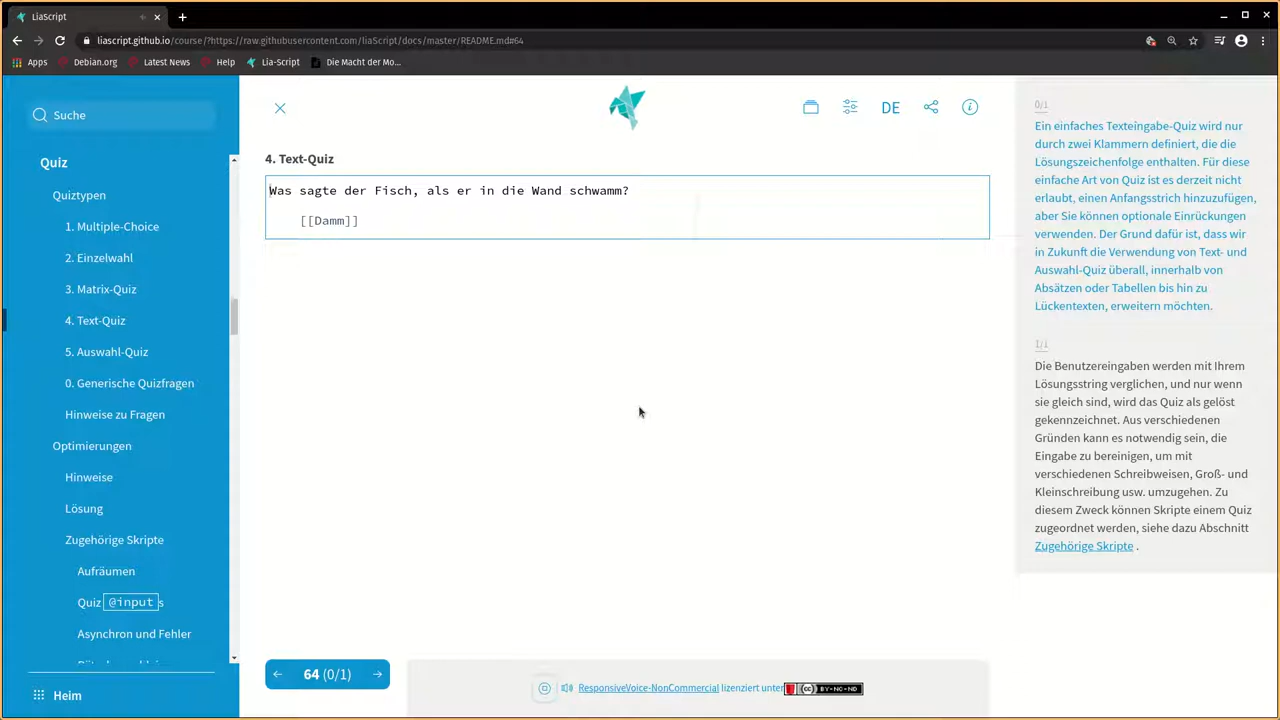 LiaScript
liascript.github.io/course/?https://raw.githubusercontent.com/liaScript/docs/master/README.md#64
Apps
Debian.org
Latest News
Help
Lia-Script
Die Macht der Mo...
Suche
Quiz
Quiztypen
1. Multiple-Choice
2. Einzelwahl
3. Matrix-Quiz
4. Text-Quiz
5. Auswahl-Quiz
0. Generische Quizfragen
Hinweise zu Fragen
Optimierungen
Hinweise
Lösung
Zugehörige Skripte
Aufräumen
Quiz @input s
Asynchron und Fehler
Heim
DE
4. Text-Quiz
Was sagte der Fisch, als er in die Wand schwamm?
[[Damm]]
64 (0/1)
ResponsiveVoice-NonCommercial lizenziert unter
CC BY-NC-ND
0/1
Ein einfaches Texteingabe-Quiz wird nur
durch zwei Klammern definiert, die die
Lösungszeichenfolge enthalten. Für diese
einfache Art von Quiz ist es derzeit nicht
erlaubt, einen Anfangsstrich hinzuzufügen,
aber Sie können optionale Einrückungen
verwenden. Der Grund dafür ist, dass wir
in Zukunft die Verwendung von Text- und
Auswahl-Quiz überall, innerhalb von
Absätzen oder Tabellen bis hin zu
Lückentexten, erweitern möchten.
1/1
Die Benutzereingaben werden mit Ihrem
Lösungsstring verglichen, und nur wenn
sie gleich sind, wird das Quiz als gelöst
gekennzeichnet. Aus verschiedenen
Gründen kann es notwendig sein, die
Eingabe zu bereinigen, um mit
verschiedenen Schreibweisen, Groß- und
Kleinschreibung usw. umzugehen. Zu
diesem Zweck können Skripte einem Quiz
zugeordnet werden, siehe dazu Abschnitt
Zugehörige Skripte .